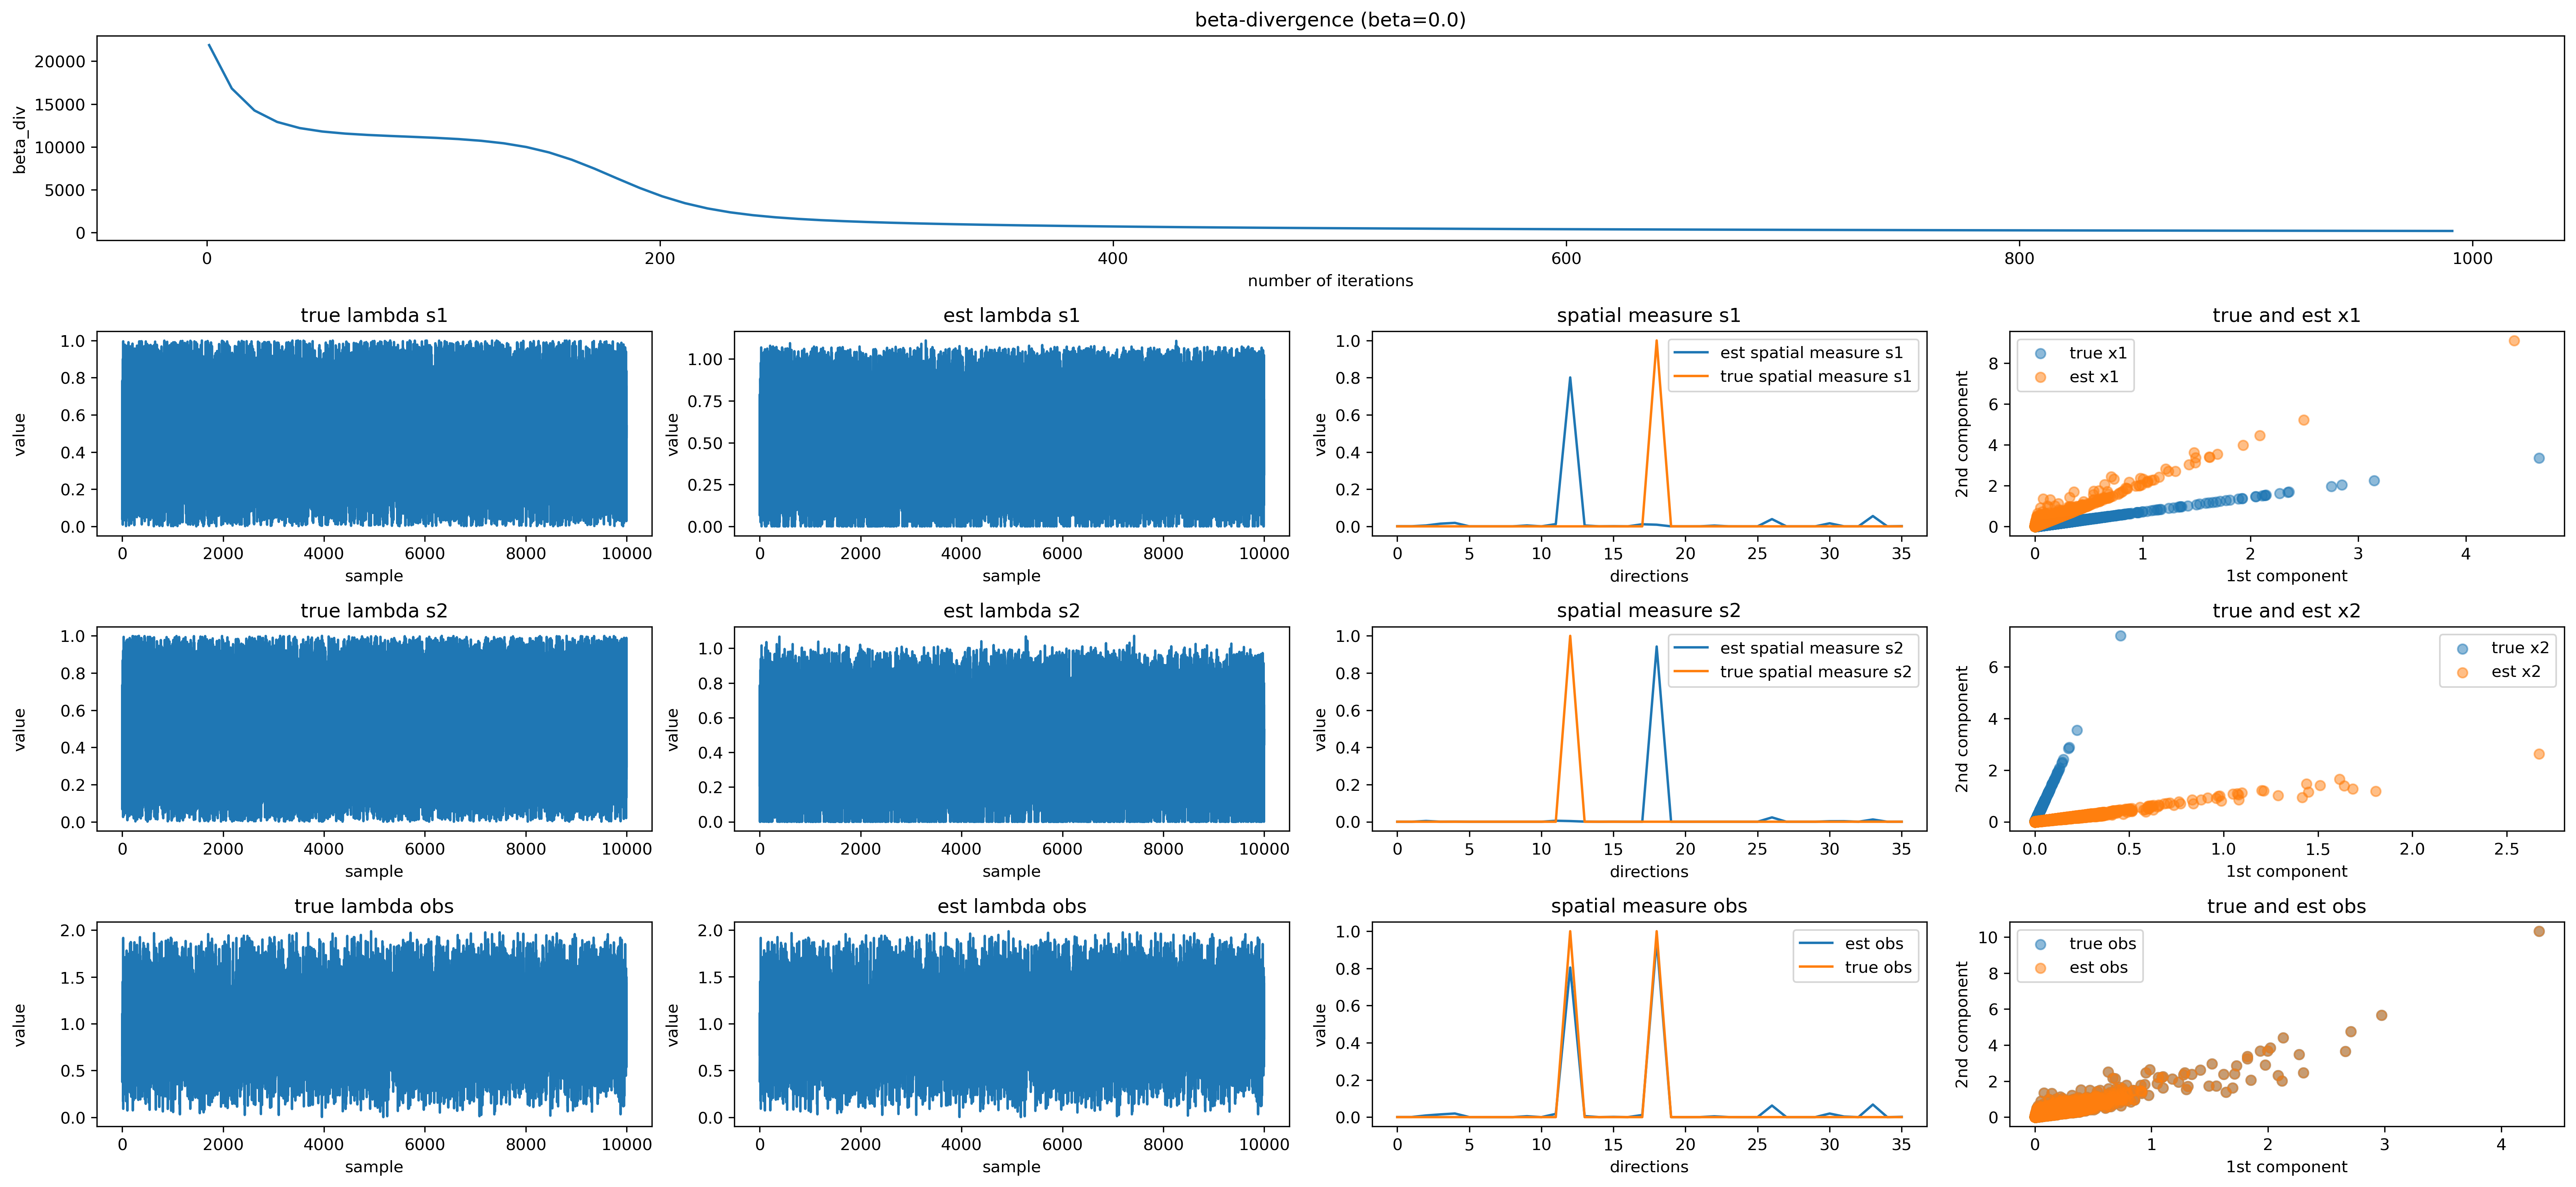 beta-divergence (beta=0.0)
beta_div
20000
15000
10000
5000
0
0 200 400 600 800 1000
number of iterations
true lambda s1
value
1.0
0.8
0.6
0.4
0.2
0.0
0 2000 4000 6000 8000 10000
sample
est lambda s1
value
1.00
0.75
0.50
0.25
0.00
0 2000 4000 6000 8000 10000
sample
spatial measure s1
est spatial measure s1
true spatial measure s1
value
1.0
0.8
0.6
0.4
0.2
0.0
0 5 10 15 20 25 30 35
directions
true and est x1
true x1
est x1
2nd component
8
6
4
2
0
0 1 2 3 4
1st component
true lambda s2
value
1.0
0.8
0.6
0.4
0.2
0.0
0 2000 4000 6000 8000 10000
sample
est lambda s2
value
1.0
0.8
0.6
0.4
0.2
0.0
0 2000 4000 6000 8000 10000
sample
spatial measure s2
est spatial measure s2
true spatial measure s2
value
1.0
0.8
0.6
0.4
0.2
0.0
0 5 10 15 20 25 30 35
directions
true and est x2
true x2
est x2
2nd component
6
4
2
0
0.0 0.5 1.0 1.5 2.0 2.5
1st component
true lambda obs
value
2.0
1.5
1.0
0.5
0.0
0 2000 4000 6000 8000 10000
sample
est lambda obs
value
2.0
1.5
1.0
0.5
0.0
0 2000 4000 6000 8000 10000
sample
spatial measure obs
est obs
true obs
value
1.0
0.8
0.6
0.4
0.2
0.0
0 5 10 15 20 25 30 35
directions
true and est obs
true obs
est obs
2nd component
10
8
6
4
2
0
0 1 2 3 4
1st component